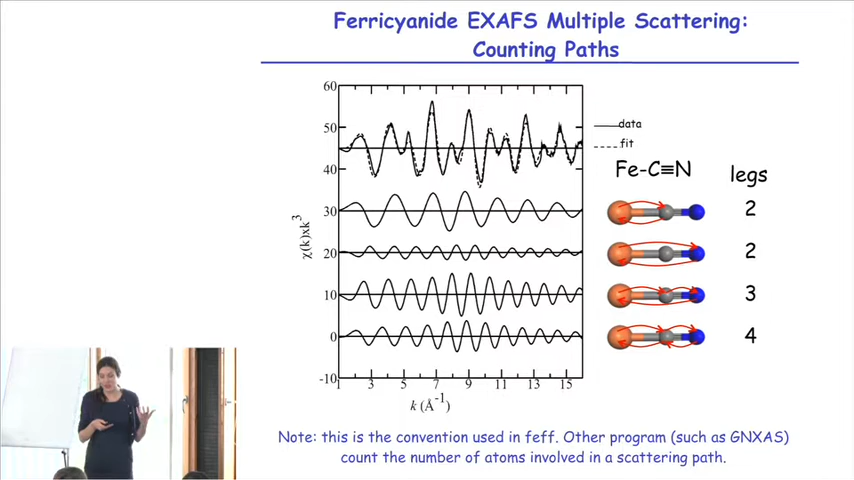 Ferricyanide EXAFS Multiple Scattering:
Counting Paths
60
50
40
30
20
10
0
-10
χ(k)xk³
1 3 5 7 9 11 13 15
k (Å⁻¹)
data
fit
Fe-C≡N
legs
2
2
3
4
Note: this is the convention used in feff. Other program (such as GNXAS)
count the number of atoms involved in a scattering path.